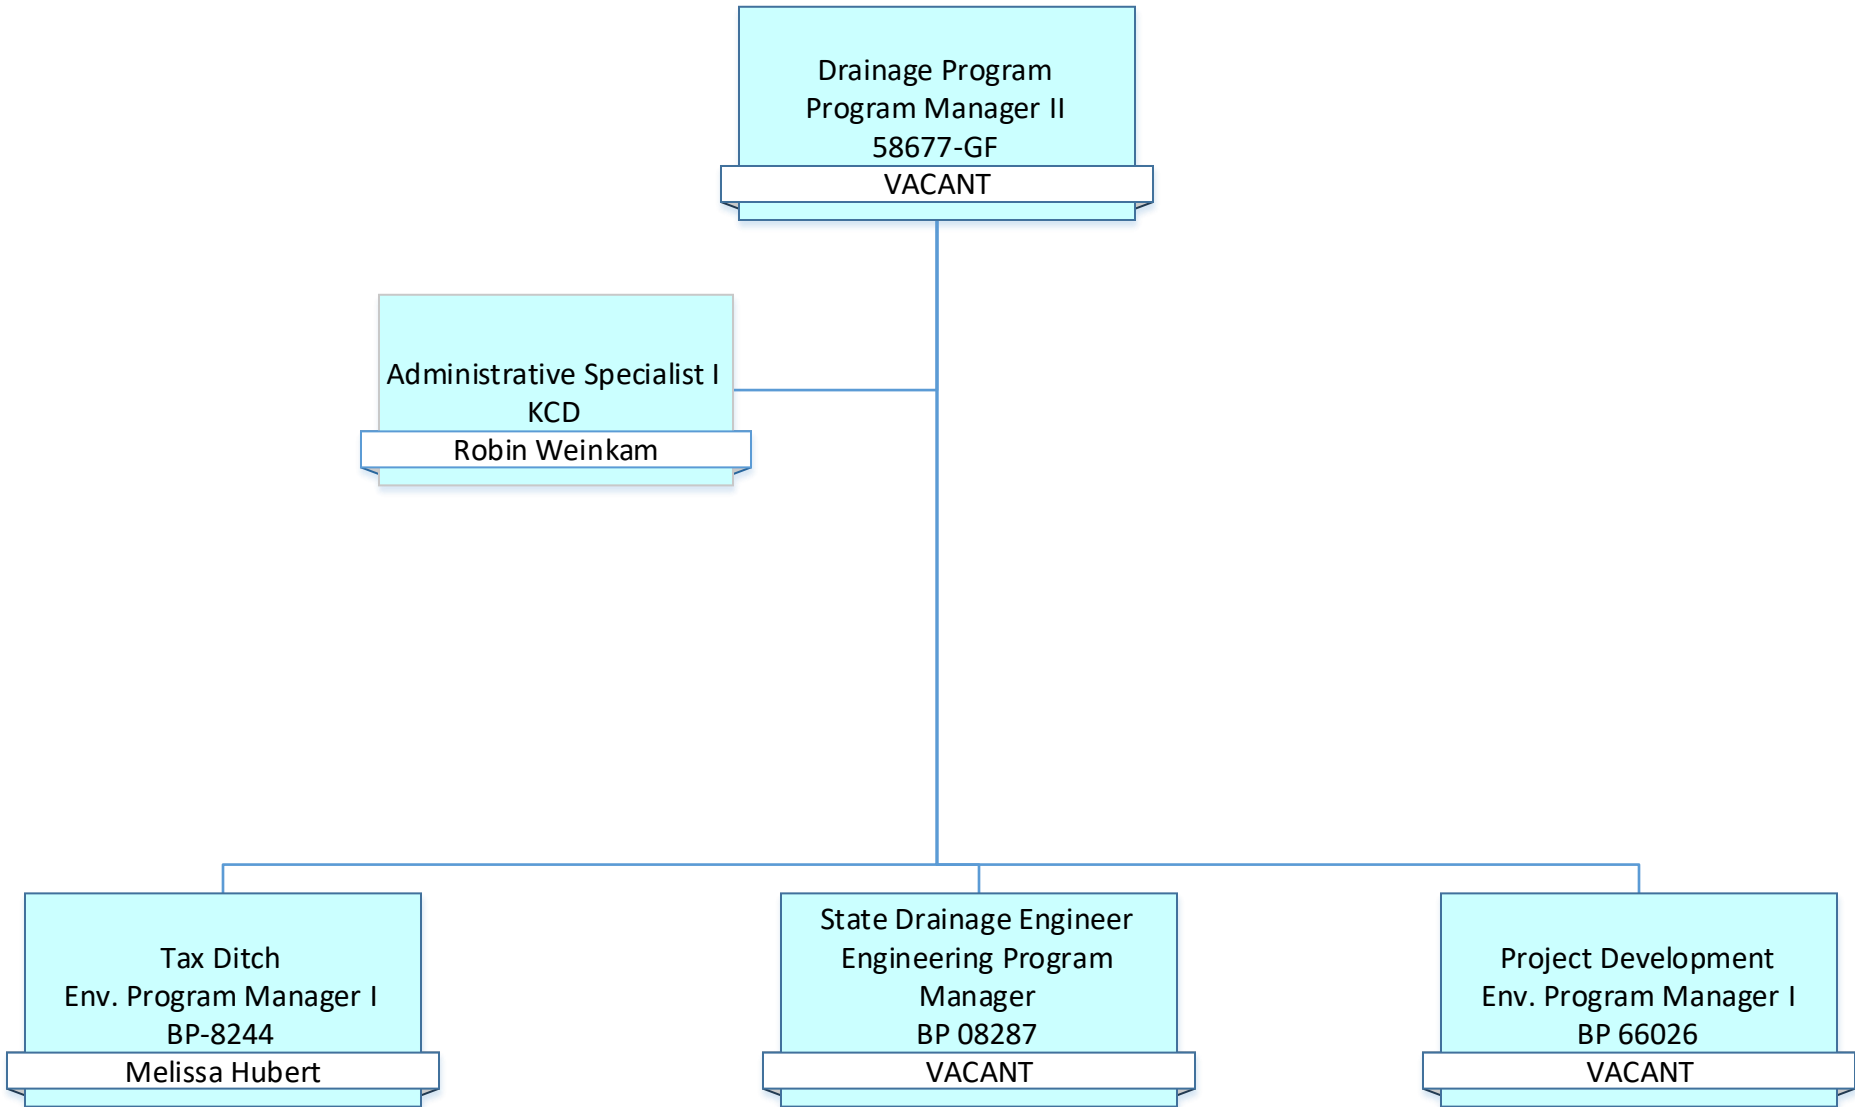 Drainage Program
Program Manager II
58677-GF
VACANT
Administrative Specialist I
KCD
Robin Weinkam
Tax Ditch
Env. Program Manager I
BP-8244
Melissa Hubert
State Drainage Engineer
Engineering Program
Manager
BP 08287
VACANT
Project Development
Env. Program Manager I
BP 66026
VACANT